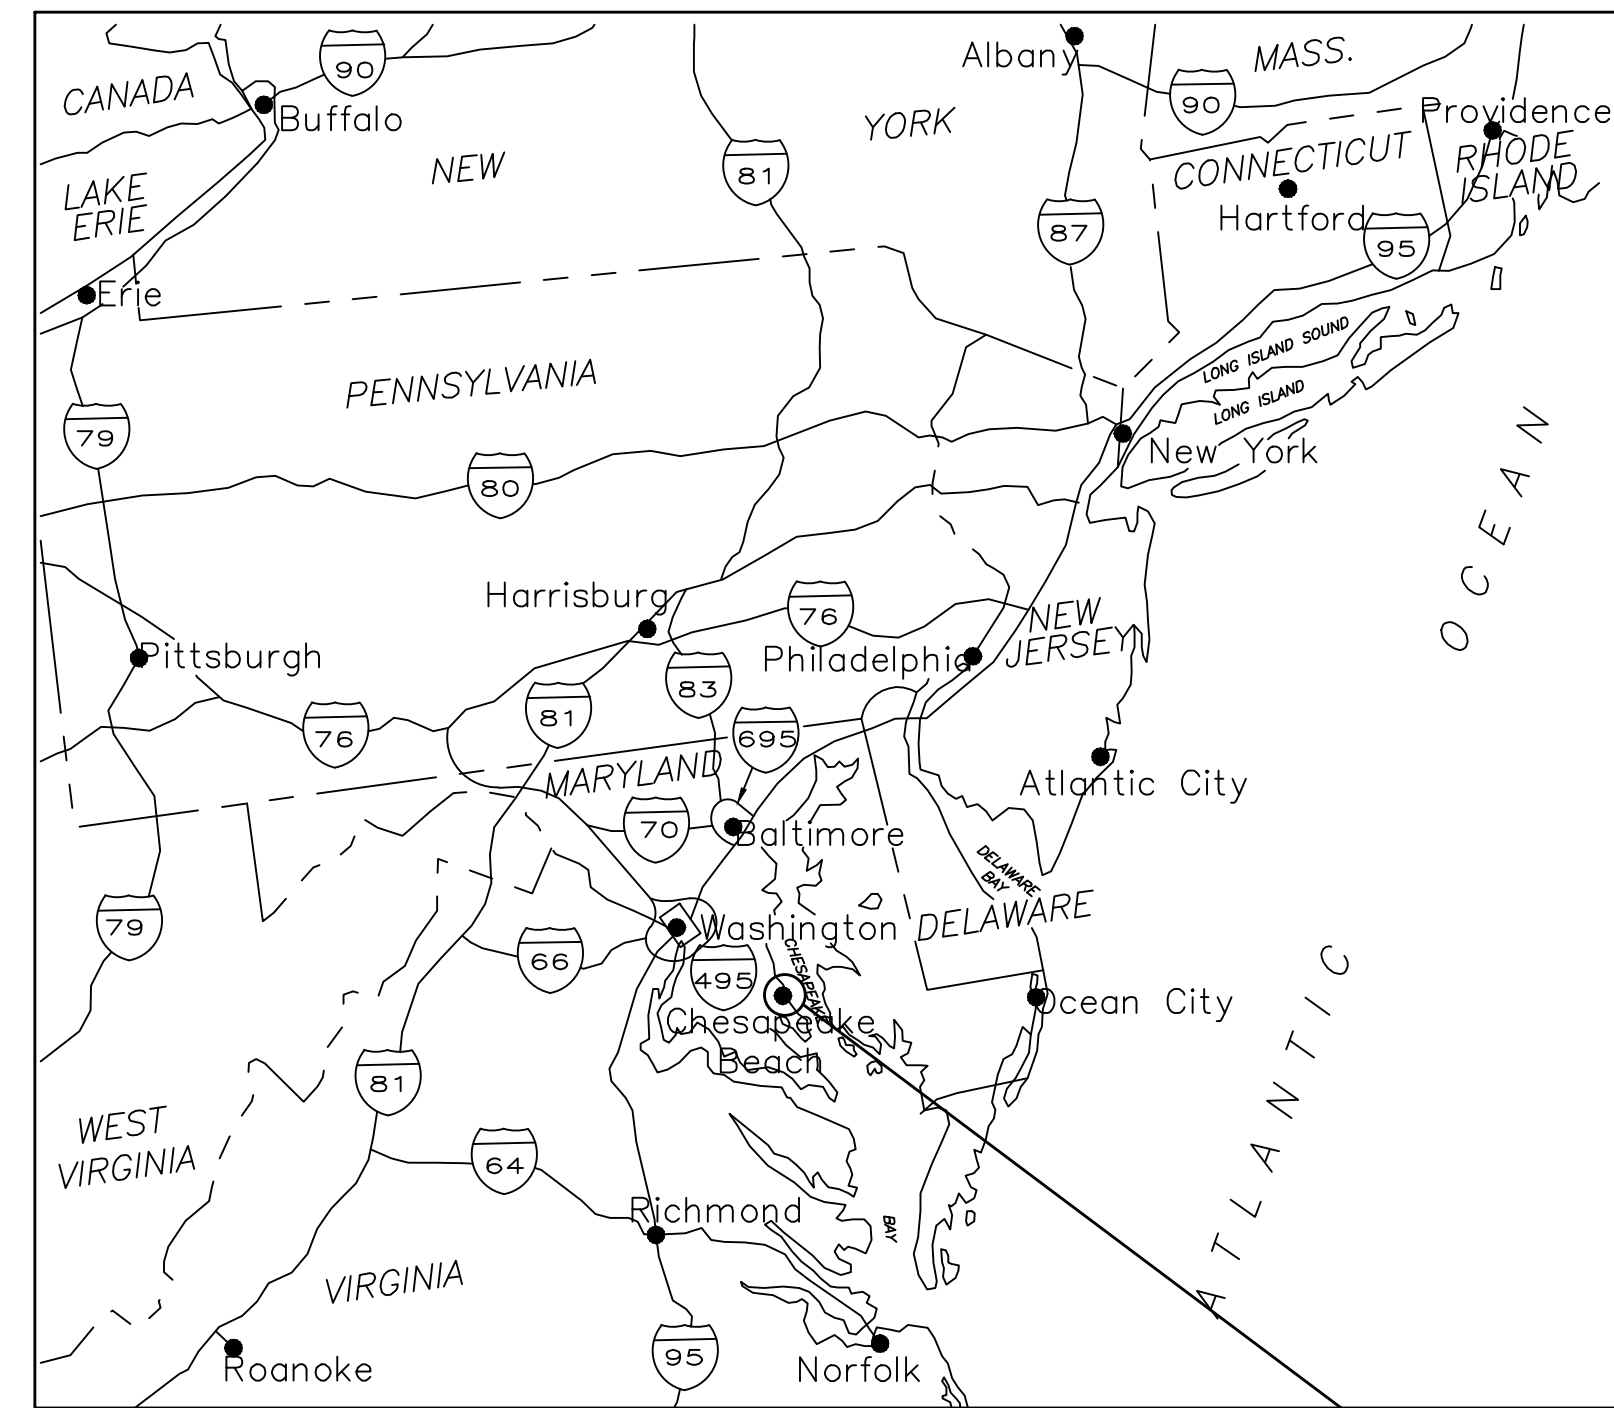 Albany
MASS.
90
CANADA
90
Providence
Buffalo
YORK
CONNECTICUT
RHODE
ISLAND
NEW
81
LAKE
ERIE
Hartford
87
95
Erie
LONG ISLAND SOUND
PENNSYLVANIA
LONG ISLAND
79
New York
80
OCEAN
Harrisburg
76
NEW
JERSEY
Pittsburgh
Philadelphia
83
81
76
695
MARYLAND
Atlantic City
70
Baltimore
DELAWARE
BAY
79
DELAWARE
Washington
66
495
CHESAPEAKE
Ocean City
Chesapeake
Beach
81
ATLANTIC
WEST
VIRGINIA
64
Richmond
BAY
VIRGINIA
95
Roanoke
Norfolk